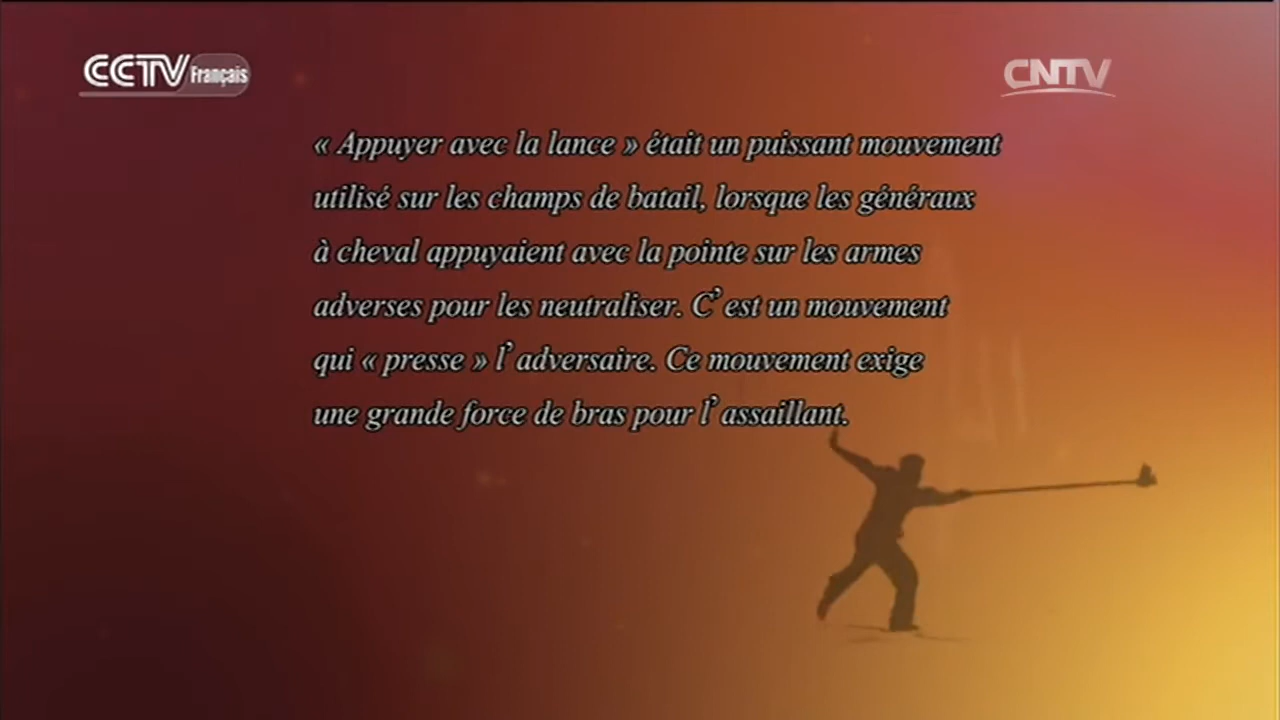 CCTV Français
CNTV
« Appuyer avec la lance » était un puissant mouvement
utilisé sur les champs de batail, lorsque les généraux
à cheval appuyaient avec la pointe sur les armes
adverses pour les neutraliser. C’est un mouvement
qui « presse » l’adversaire. Ce mouvement exige
une grande force de bras pour l’assaillant.